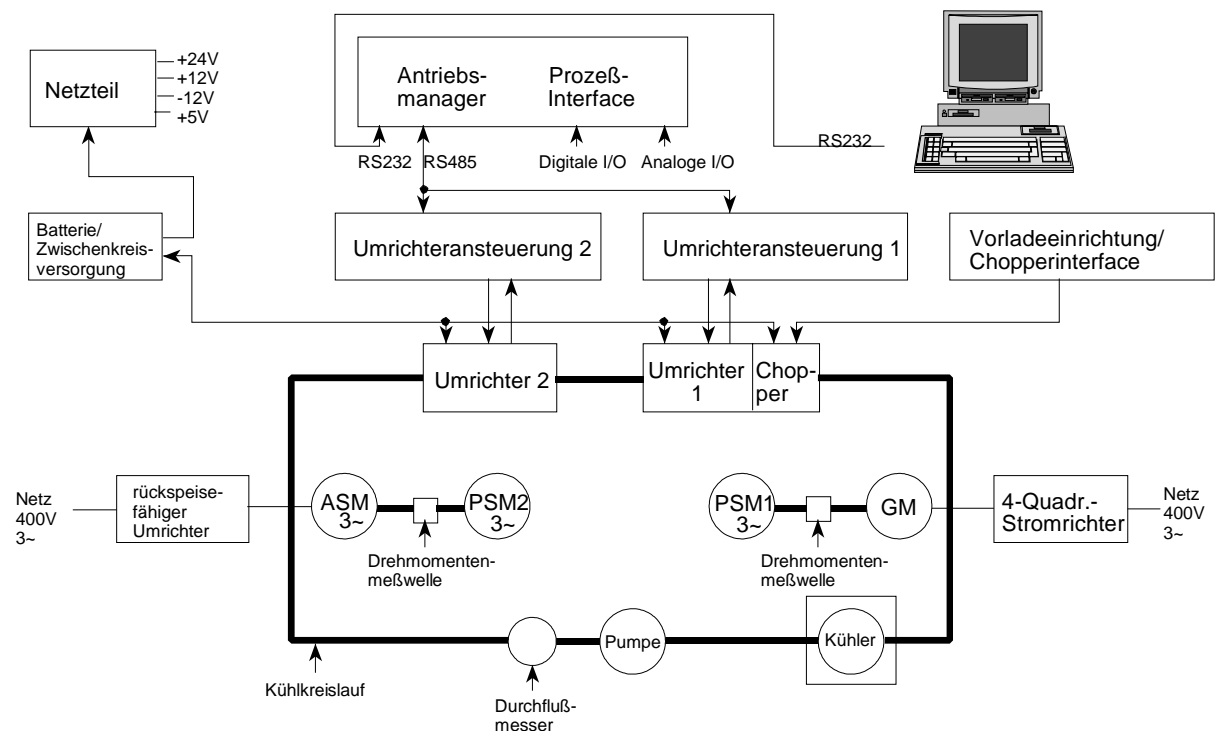 Netzteil
+24V
+12V
-12V
+5V
Antriebs-
manager
Prozeß-
Interface
RS232
RS485
Digitale I/O
Analoge I/O
RS232
Batterie/
Zwischenkreis-
versorgung
Umrichteransteuerung 2
Umrichteransteuerung 1
Vorladeeinrichtung/
Chopperinterface
Umrichter 2
Umrichter
1
Chop-
per
Netz
400V
3~
rückspeise-
fähiger
Umrichter
ASM
3~
PSM2
3~
Drehmomenten-
meßwelle
PSM1
3~
GM
Drehmomenten-
meßwelle
4-Quadr.-
Stromrichter
Netz
400V
3~
Kühlkreislauf
Durchfluß-
messer
Pumpe
Kühler